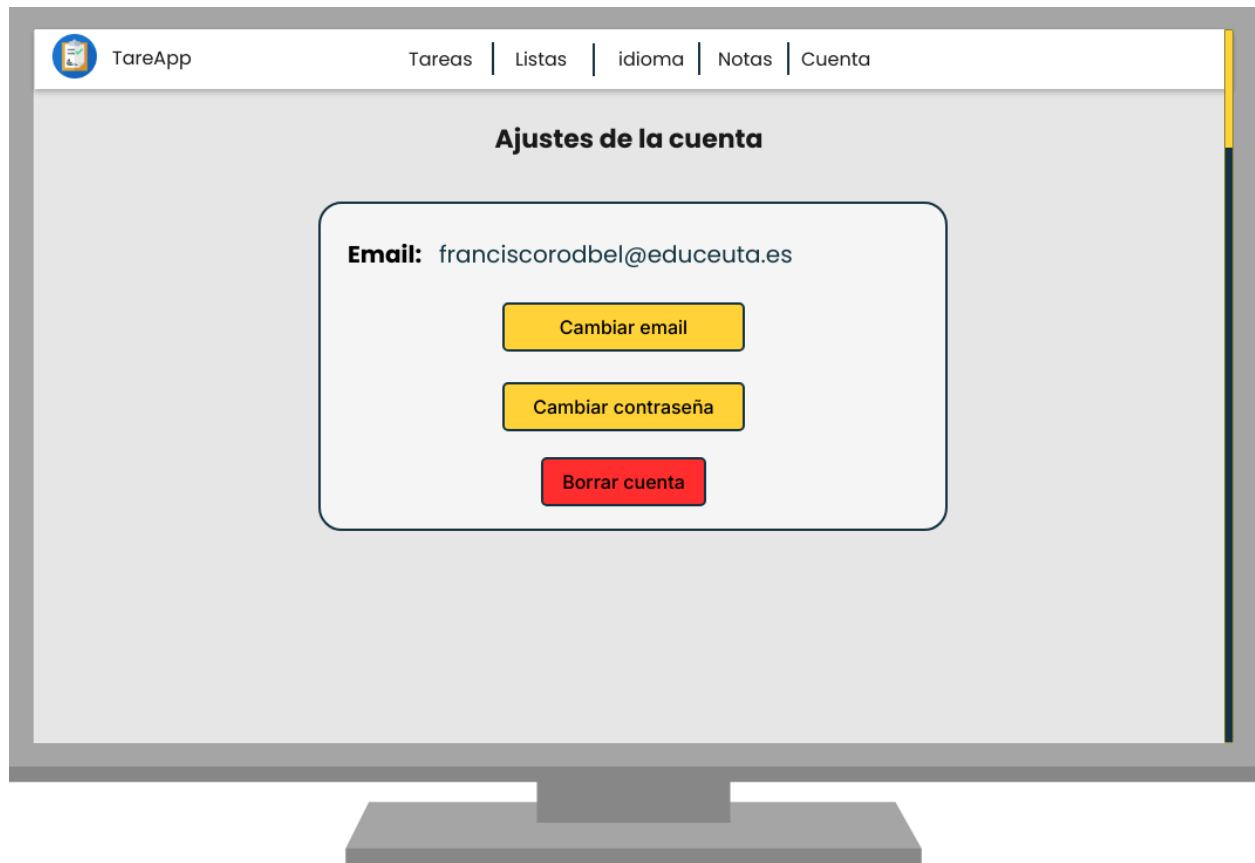 TareApp Tareas Listas idioma Notas Cuenta
Ajustes de la cuenta
Email: franciscorodbel@educeuta.es
Cambiar email
Cambiar contraseña
Borrar cuenta